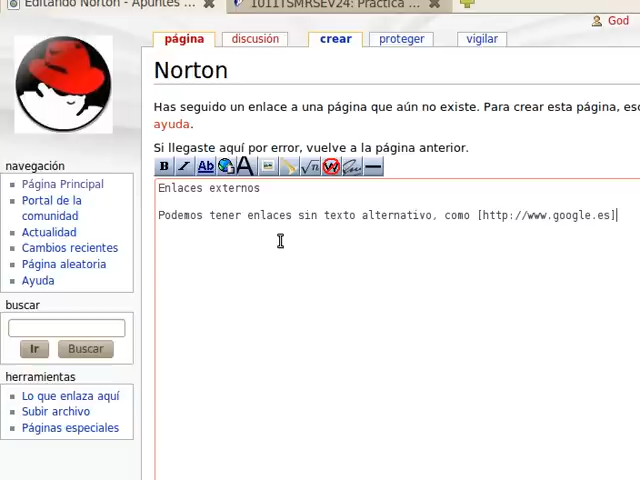 Editando Norton - Apuntes ...
1011TSMRSEV24: Práctica ...
God
página
discusión
crear
proteger
vigilar
Norton
Has seguido un enlace a una página que aún no existe. Para crear esta página, esc
ayuda.
Si llegaste aquí por error, vuelve a la página anterior.
B I Ab A √n W
navegación
Página Principal
Portal de la
comunidad
Actualidad
Cambios recientes
Página aleatoria
Ayuda
buscar
Ir
Buscar
herramientas
Lo que enlaza aquí
Subir archivo
Páginas especiales
Enlaces externos
Podemos tener enlaces sin texto alternativo, como [http://www.google.es]